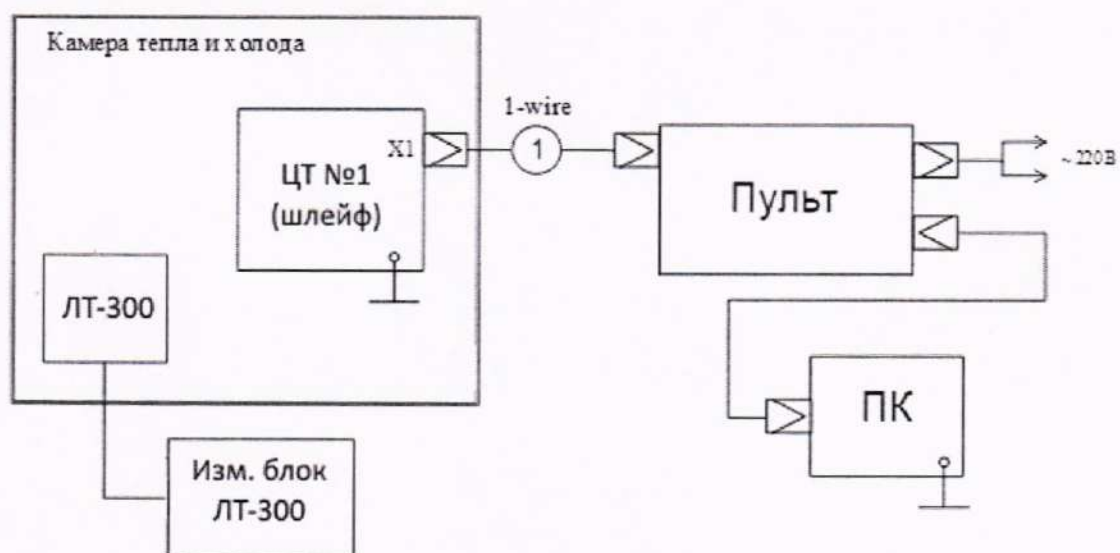 Камера тепла и холода
1-wire
X1
1
ЦТ №1
(шлейф)
Пульт
~ 220В
ЛТ-300
ПК
Изм. блок
ЛТ-300